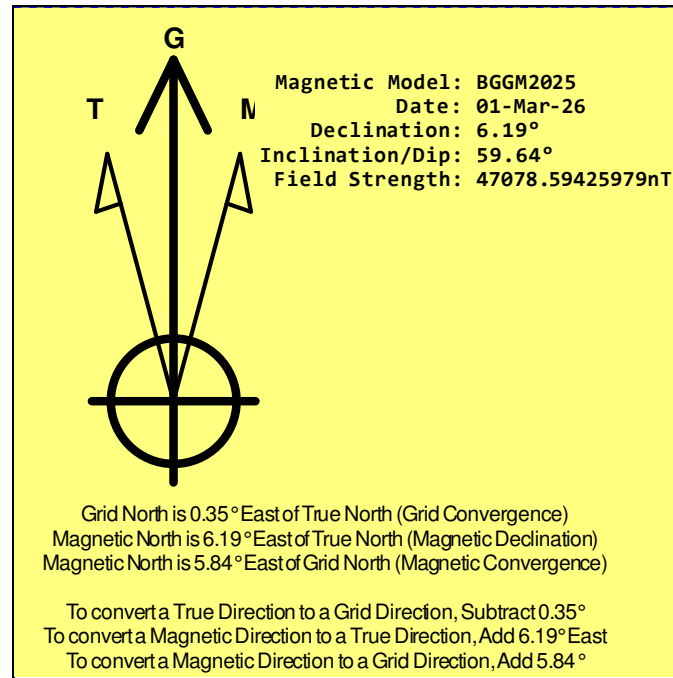 G
T
Magnetic Model: BGGM2025
Date: 01-Mar-26
Declination: 6.19°
Inclination/Dip: 59.64°
Field Strength: 47078.59425979nT
Grid North is 0.35° East of True North (Grid Convergence)
Magnetic North is 6.19° East of True North (Magnetic Declination)
Magnetic North is 5.84° East of Grid North (Magnetic Convergence)
To convert a True Direction to a Grid Direction, Subtract 0.35°
To convert a Magnetic Direction to a True Direction, Add 6.19° East
To convert a Magnetic Direction to a Grid Direction, Add 5.84°